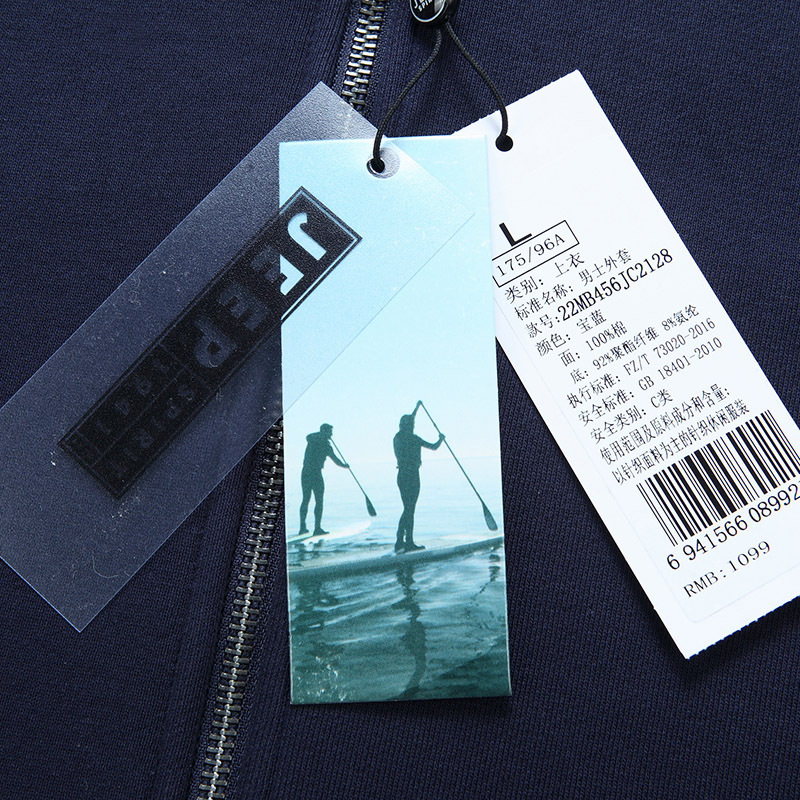 JEEP
SPIRIT
1941
L
175/96A
类别: 上衣
标准名称: 男士外套
款号:22MB456JC2128
颜色: 宝蓝
面: 100%棉
底: 92%聚酯纤维 8%氨纶
执行标准: FZ/T 73020-2016
安全标准: GB 18401-2010
安全类别: C类
使用范围及原料成分和含量:
以针织面料为主的针织休闲服装
6 941566 08992
RMB: 1099